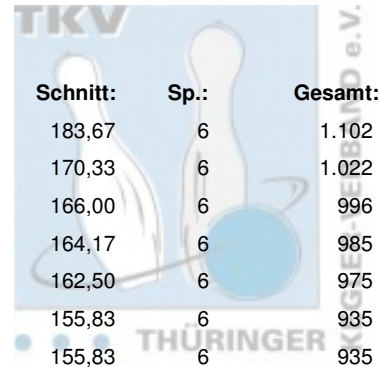 TKV
Schnitt: Sp.: Gesamt:
183,67 6 1.102
170,33 6 1.022
166,00 6 996
164,17 6 985
162,50 6 975
155,83 6 935
155,83 6 935
THÜRINGER
KEGLER-VERBAND e.V.